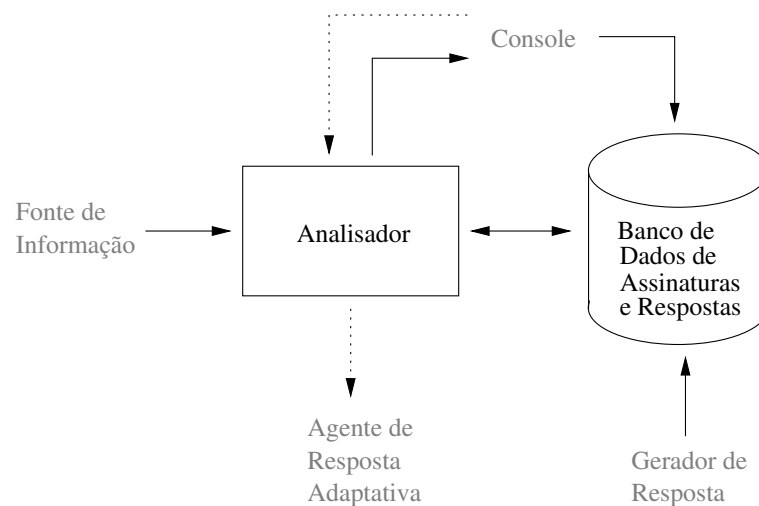 Console
Fonte de
Informação
Analisador
Banco de
Dados de
Assinaturas
e Respostas
Agente de
Resposta
Adaptativa
Gerador de
Resposta